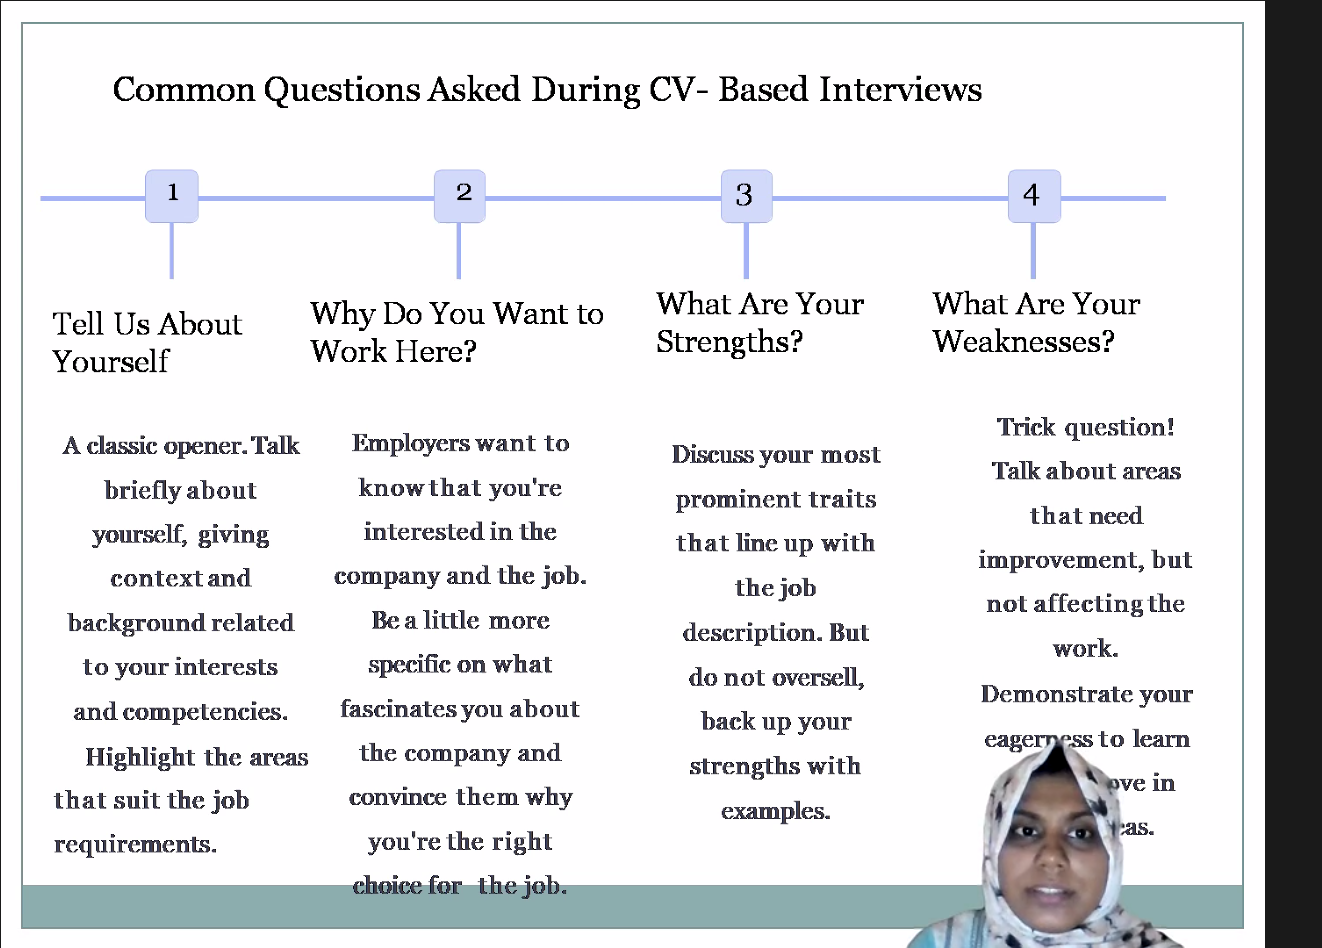 Common Questions Asked During CV- Based Interviews
1
2
3
4
Tell Us About
Yourself
A classic opener. Talk
briefly about
yourself, giving
context and
background related
to your interests
and competencies.
Highlight the areas
that suit the job
requirements.
Why Do You Want to
Work Here?
Employers want to
know that you're
interested in the
company and the job.
Be a little more
specific on what
fascinates you about
the company and
convince them why
you're the right
choice for the job.
What Are Your
Strengths?
Discuss your most
prominent traits
that line up with
the job
description. But
do not oversell,
back up your
strengths with
examples.
What Are Your
Weaknesses?
Trick question!
Talk about areas
that need
improvement, but
not affecting the
work.
Demonstrate your
eagerness to learn
in